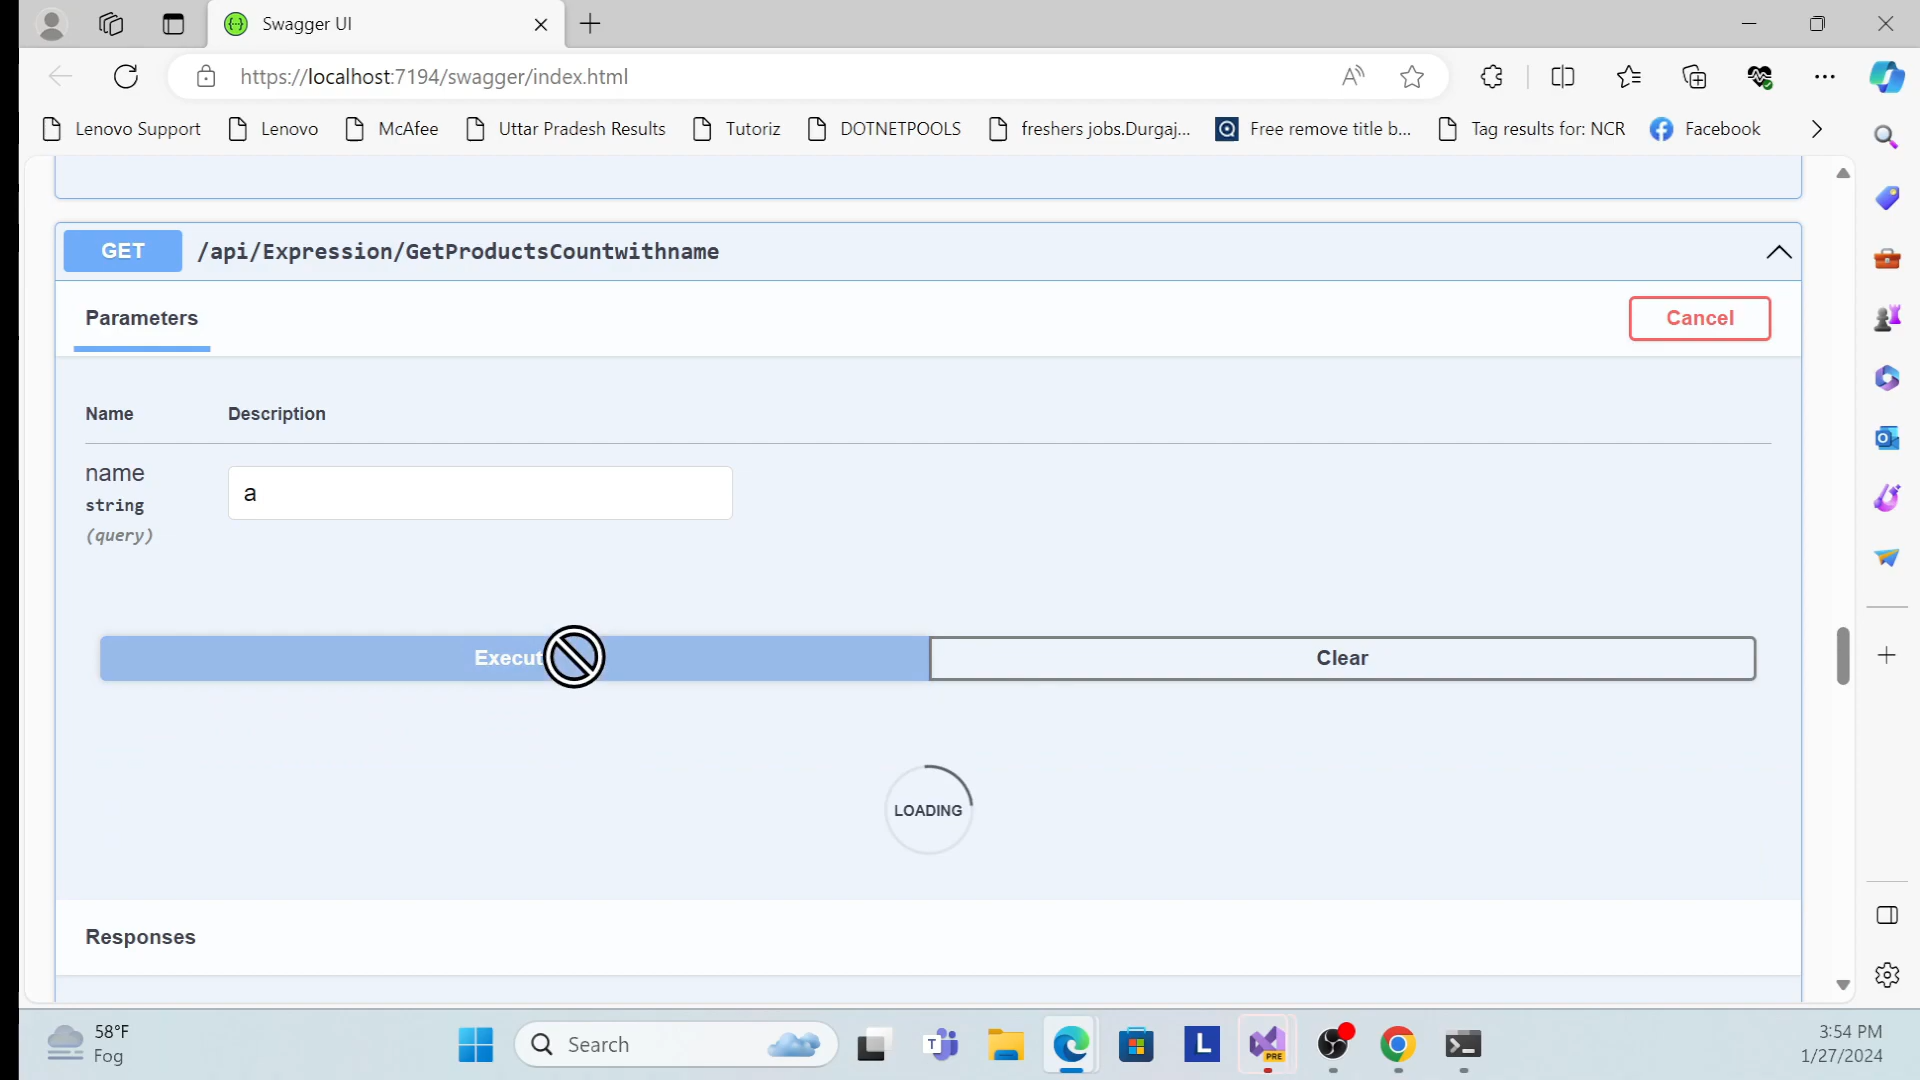 Swagger UI
https://localhost:7194/swagger/index.html
Lenovo Support
Lenovo
McAfee
Uttar Pradesh Results
Tutoriz
DOTNETPOOLS
freshers jobs.Durgaj...
Free remove title b...
Tag results for: NCR
Facebook
GET /api/Expression/GetProductsCountwithname
Parameters
Cancel
Name Description
name
string
(query)
a
Execut
Clear
LOADING
Responses
58°F
Fog
Search
T
L
PRE
3:54 PM
1/27/2024